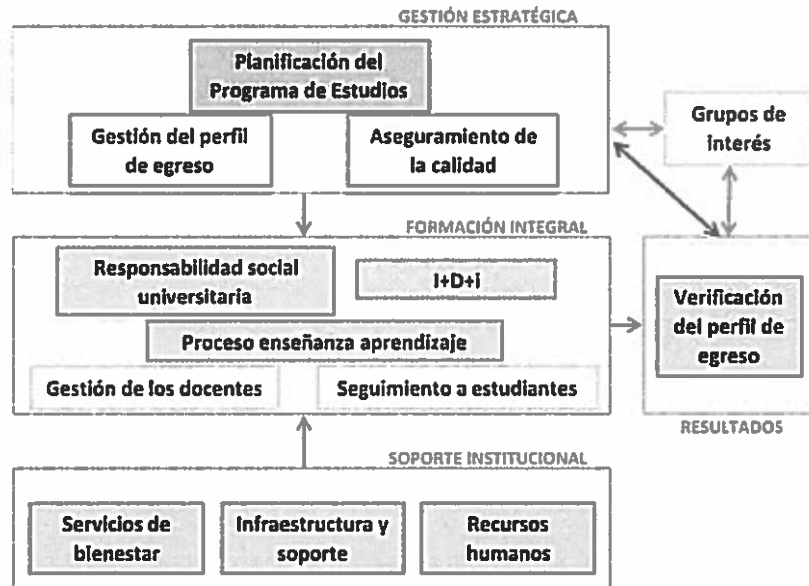 GESTIÓN ESTRATÉGICA
Planificación del
Programa de Estudios
Gestión del perfil
de egreso
Aseguramiento de
la calidad
Grupos de
interés
FORMACIÓN INTEGRAL
Responsabilidad social
universitaria
I+D+i
Proceso enseñanza aprendizaje
Gestión de los docentes
Seguimiento a estudiantes
Verificación
del perfil de
egreso
RESULTADOS
SOPORTE INSTITUCIONAL
Servicios de
bienestar
Infraestructura y
soporte
Recursos
humanos